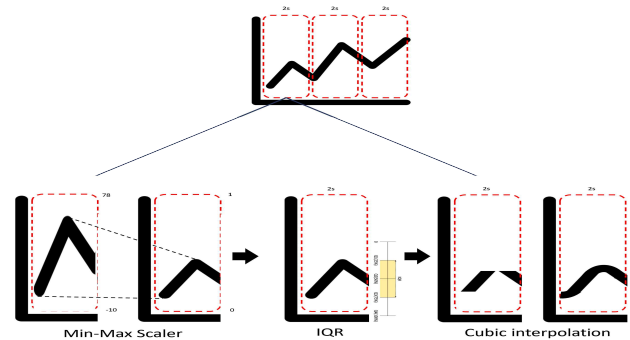 2s 2s 2s
78
1
2s
2s
2s
-10
0
Min-Max Scaler
IQR
Cubic interpolation